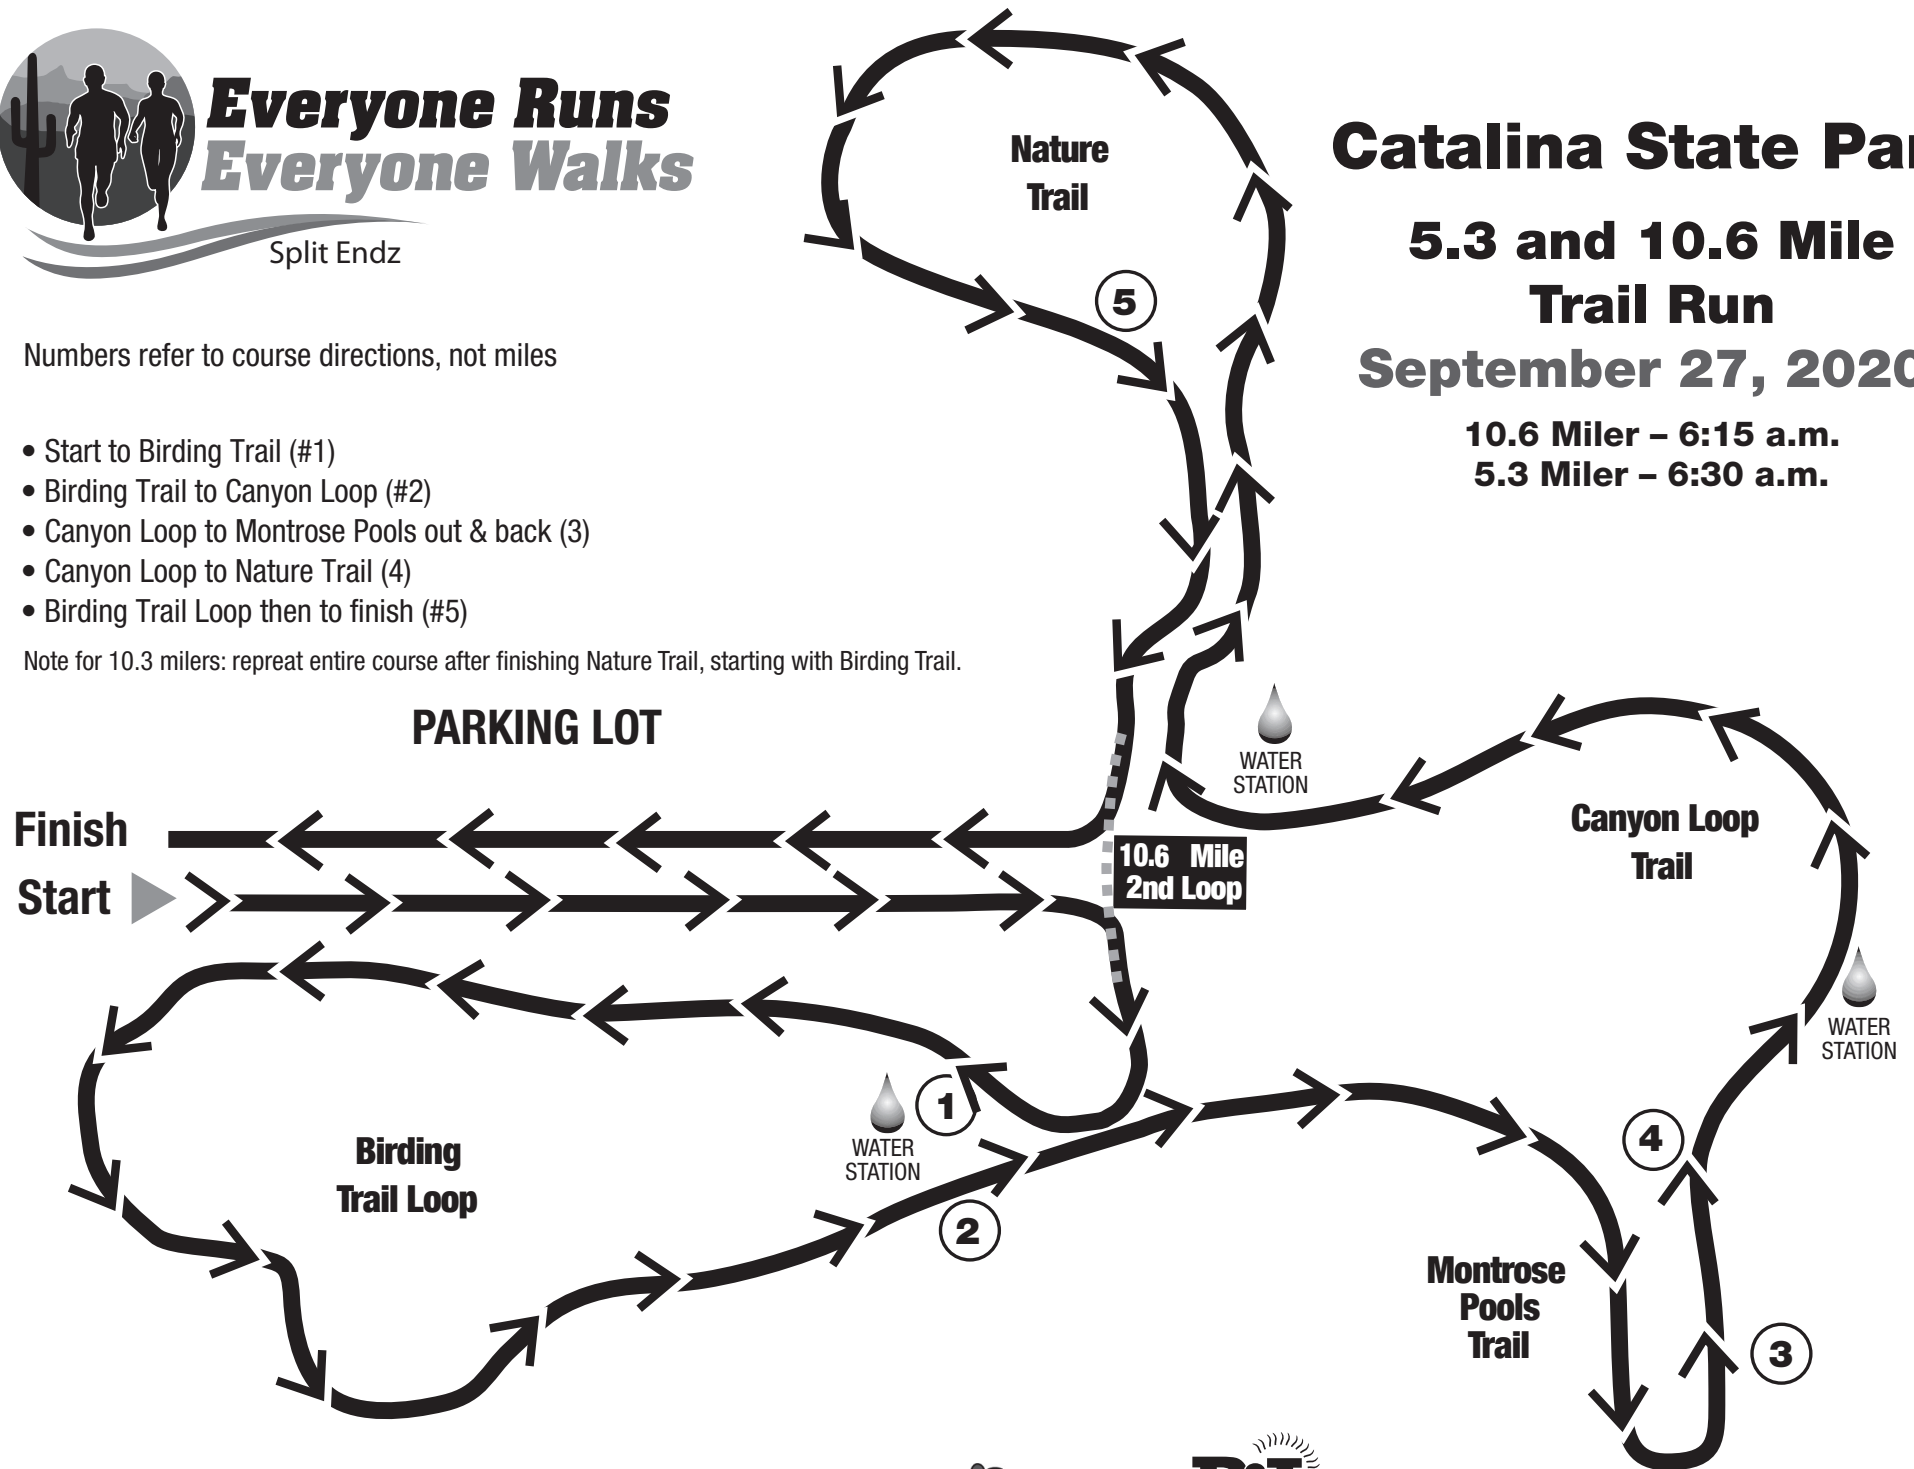 Everyone Runs
Everyone Walks
Split Endz
Catalina State Par
5.3 and 10.6 Mile
Trail Run
September 27, 2020
10.6 Miler – 6:15 a.m.
5.3 Miler – 6:30 a.m.
Numbers refer to course directions, not miles
• Start to Birding Trail (#1)
• Birding Trail to Canyon Loop (#2)
• Canyon Loop to Montrose Pools out & back (3)
• Canyon Loop to Nature Trail (4)
• Birding Trail Loop then to finish (#5)
Note for 10.3 milers: repreat entire course after finishing Nature Trail, starting with Birding Trail.
Nature
Trail
5
PARKING LOT
WATER
STATION
Finish
Start
10.6 Mile
2nd Loop
Canyon Loop
Trail
WATER
STATION
1
WATER
STATION
Birding
Trail Loop
2
4
Montrose
Pools
Trail
3